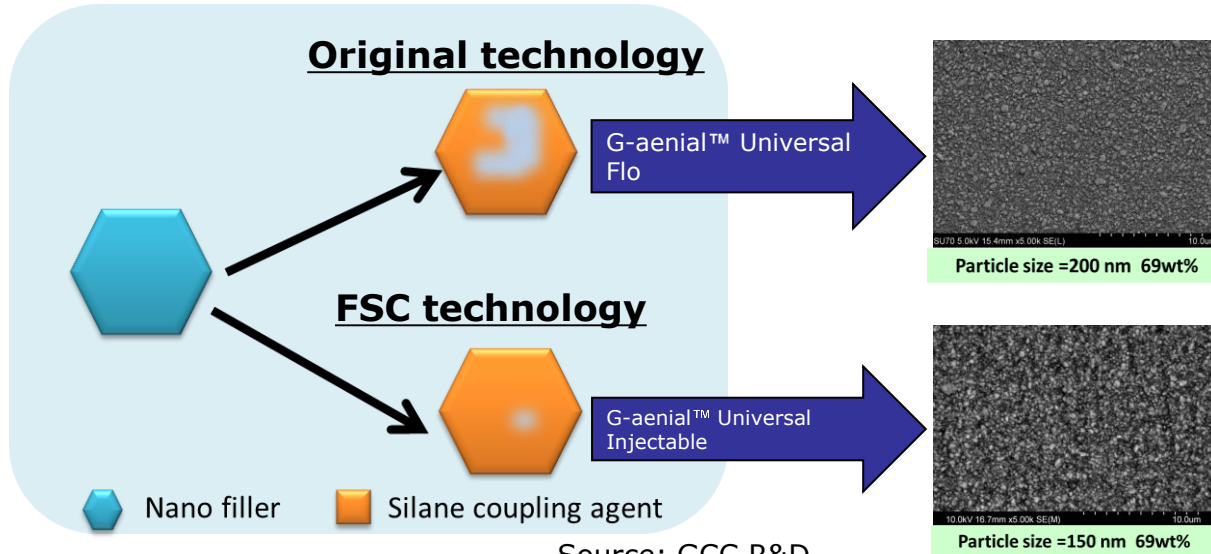 Original technology
G-aenial™ Universal
Flo
SU70 5.0kV 15.4mm x5.00k SE(L) 10.0u
Particle size =200 nm 69wt%
FSC technology
G-aenial™ Universal
Injectable
10.0kV 16.7mm x5.00k SE(M) 10.0um
Particle size =150 nm 69wt%
Nano filler
Silane coupling agent